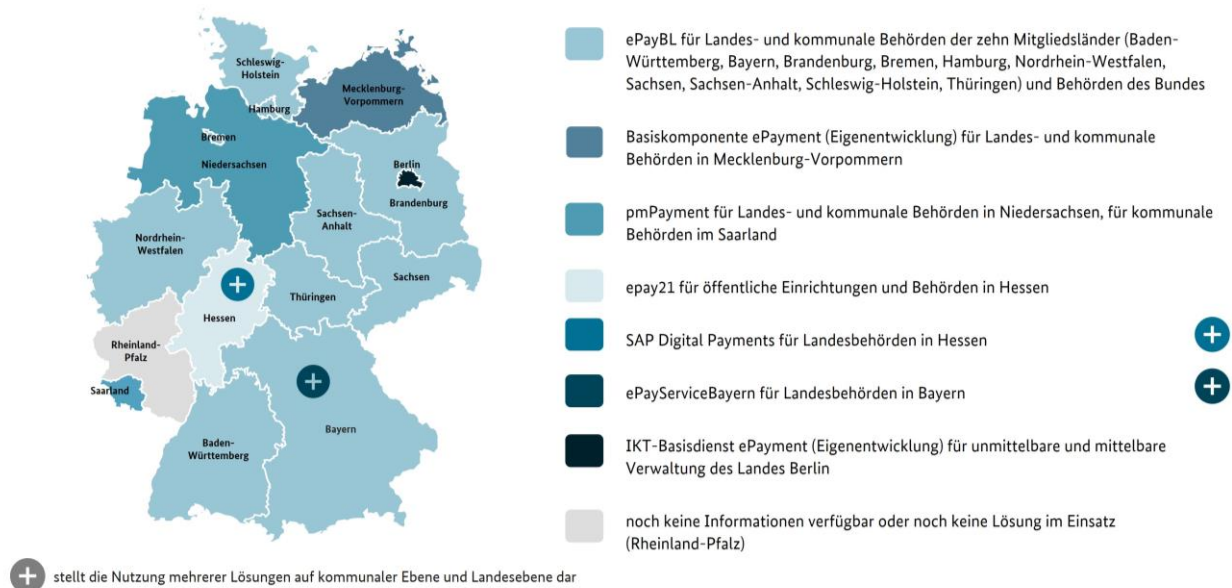 Schleswig-
Holstein
Mecklenburg-
Vorpommern
Hamburg
Bremen
Niedersachsen
Berlin
Brandenburg
Sachsen-
Anhalt
Nordrhein-
Westfalen
Sachsen
Thüringen
Hessen
Rheinland-
Pfalz
Saarland
Bayern
Baden-
Württemberg
+ stellt die Nutzung mehrerer Lösungen auf kommunaler Ebene und Landesebene dar
ePayBL für Landes- und kommunale Behörden der zehn Mitgliedsländer (Baden-
Württemberg, Bayern, Brandenburg, Bremen, Hamburg, Nordrhein-Westfalen,
Sachsen, Sachsen-Anhalt, Schleswig-Holstein, Thüringen) und Behörden des Bundes
Basiskomponente ePayment (Eigenentwicklung) für Landes- und kommunale
Behörden in Mecklenburg-Vorpommern
pmPayment für Landes- und kommunale Behörden in Niedersachsen, für kommunale
Behörden im Saarland
epay21 für öffentliche Einrichtungen und Behörden in Hessen
SAP Digital Payments für Landesbehörden in Hessen
ePayServiceBayern für Landesbehörden in Bayern
IKT-Basisdienst ePayment (Eigenentwicklung) für unmittelbare und mittelbare
Verwaltung des Landes Berlin
noch keine Informationen verfügbar oder noch keine Lösung im Einsatz
(Rheinland-Pfalz)